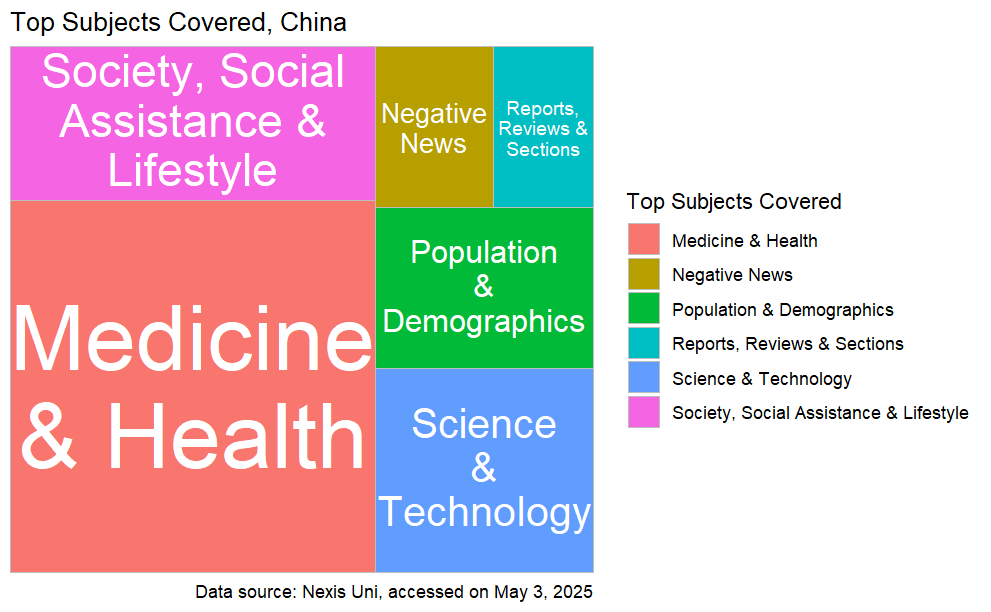 Top Subjects Covered, China
Society, Social
Assistance &
Lifestyle
Negative
News
Reports,
Reviews &
Sections
Population
&
Demographics
Medicine
& Health
Science
&
Technology
Top Subjects Covered
Medicine & Health
Negative News
Population & Demographics
Reports, Reviews & Sections
Science & Technology
Society, Social Assistance & Lifestyle
Data source: Nexis Uni, accessed on May 3, 2025